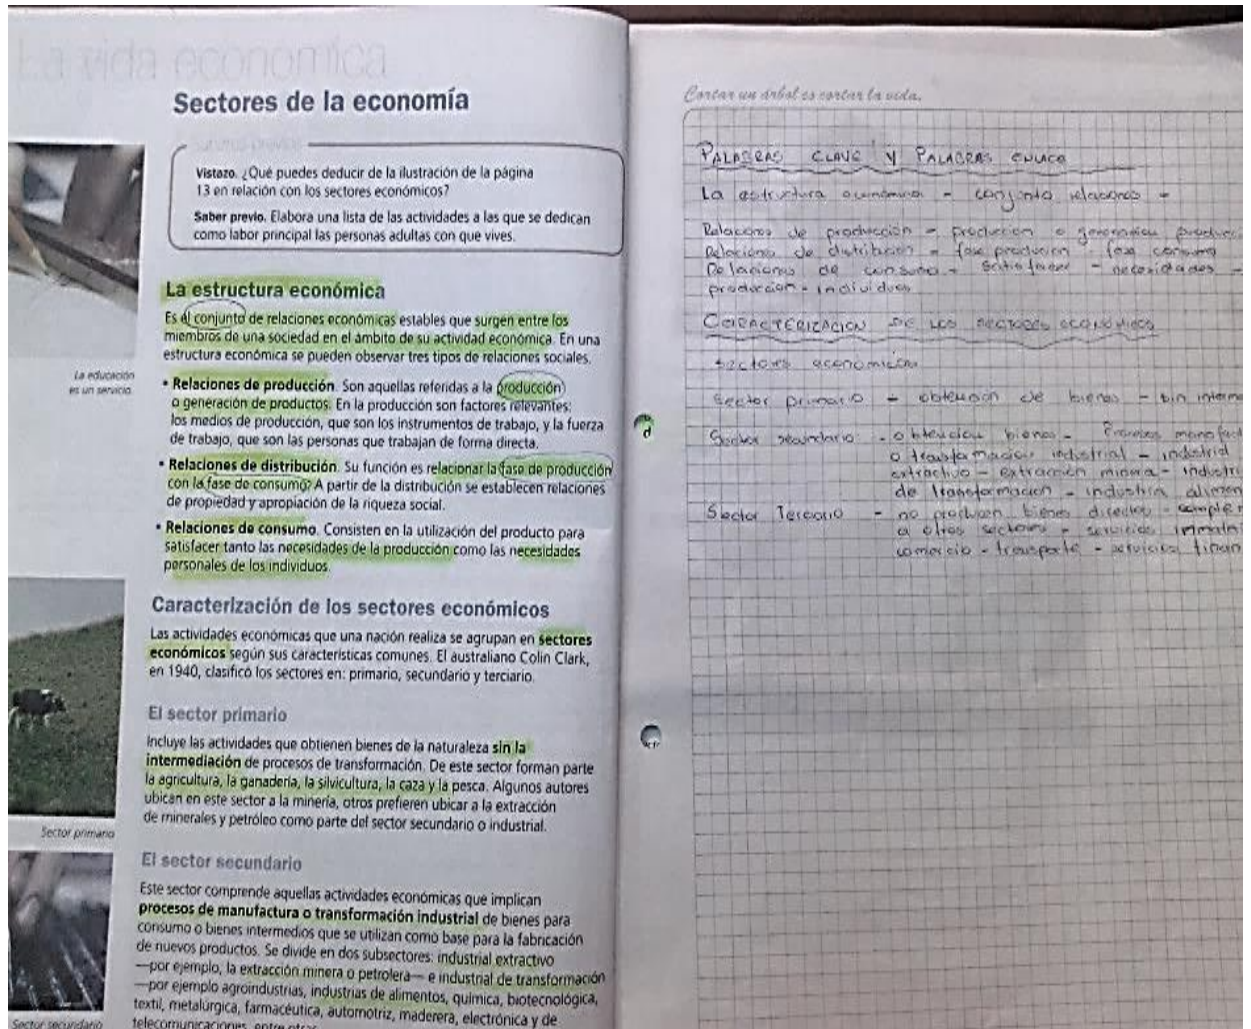 La vida económica
Sectores de la economía
Vistazo. ¿Qué puedes deducir de la ilustración de la página
13 en relación con los sectores económicos?
Saber previo. Elabora una lista de las actividades a las que se dedican
como labor principal las personas adultas con que vives.
La estructura económica
Es el conjunto de relaciones económicas estables que surgen entre los
miembros de una sociedad en el ámbito de su actividad económica. En una
estructura económica se pueden observar tres tipos de relaciones sociales.
La educación
es un servicio.
• Relaciones de producción. Son aquellas referidas a la producción
o generación de productos. En la producción son factores relevantes:
los medios de producción, que son los instrumentos de trabajo, y la fuerza
de trabajo, que son las personas que trabajan de forma directa.
• Relaciones de distribución. Su función es relacionar la fase de producción
con la fase de consumo. A partir de la distribución se establecen relaciones
de propiedad y apropiación de la riqueza social.
• Relaciones de consumo. Consisten en la utilización del producto para
satisfacer tanto las necesidades de la producción como las necesidades
personales de los individuos.
Caracterización de los sectores económicos
Las actividades económicas que una nación realiza se agrupan en sectores
económicos según sus características comunes. El australiano Colin Clark,
en 1940, clasificó los sectores en: primario, secundario y terciario.
El sector primario
Incluye las actividades que obtienen bienes de la naturaleza sin la
intermediación de procesos de transformación. De este sector forman parte
la agricultura, la ganadería, la silvicultura, la caza y la pesca. Algunos autores
ubican en este sector a la minería, otros prefieren ubicar a la extracción
de minerales y petróleo como parte del sector secundario o industrial.
Sector primario
El sector secundario
Este sector comprende aquellas actividades económicas que implican
procesos de manufactura o transformación industrial de bienes para
consumo o bienes intermedios que se utilizan como base para la fabricación
de nuevos productos. Se divide en dos subsectores: industrial extractivo
—por ejemplo, la extracción minera o petrolera— e industrial de transformación
—por ejemplo agroindustrias, industrias de alimentos, química, biotecnológica,
textil, metalúrgica, farmacéutica, automotriz, maderera, electrónica y de
telecomunicaciones, entre otras.
Sector secundario
Cortar un árbol es cortar la vida.
PALABRAS CLAVE Y PALABRAS ENLACE
La estructura económica - conjunto relaciones -
Relaciones de producción - producción o generación
Relaciones de distribución - fase producción - fase consumo
Relaciones de consumo - satisfacer - necesidades -
producción - individuos
CARACTERIZACION DE LOS SECTORES ECONOMICOS
Sectores economicos
Sector primario - obtencion de bienes - sin
Sector secundario - obtencion bienes - Procesos
o transformacion industrial - industrial
extractivo - extracción minera -
de transformacion - industria
Sector Terciario - no producen bienes directos -
a otros sectores - servicios
comercio - transporte - servicios